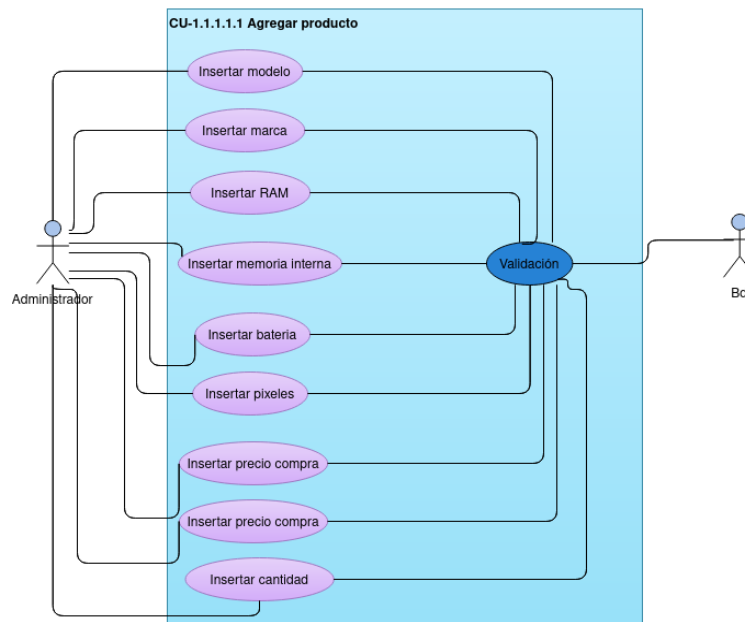 CU-1.1.1.1.1 Agregar producto
Insertar modelo
Insertar marca
Insertar RAM
Insertar memoria interna
Validación
Administrador
Insertar bateria
Insertar pixeles
Insertar precio compra
Insertar precio compra
Insertar cantidad